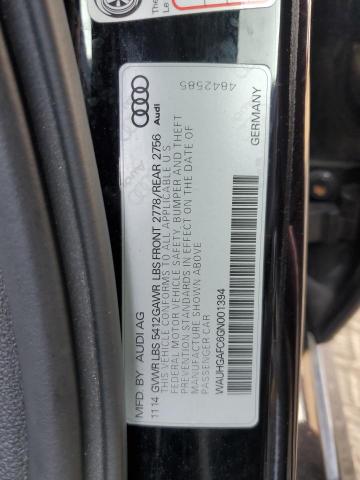 4842585
Audi
MFD BY AUDI AG
11 14 GVWR LBS 5412 GAWR LBS FRONT 2778/REAR 2756
THIS VEHICLE CONFORMS TO ALL APPLICABLE U.S.
FEDERAL MOTOR VEHICLE SAFETY, BUMPER AND THEFT
PREVENTION STANDARDS IN EFFECT ON THE DATE OF
MANUFACTURE SHOWN ABOVE
PASSENGER CAR
WAUHGAFC6GN001394
GERMANY